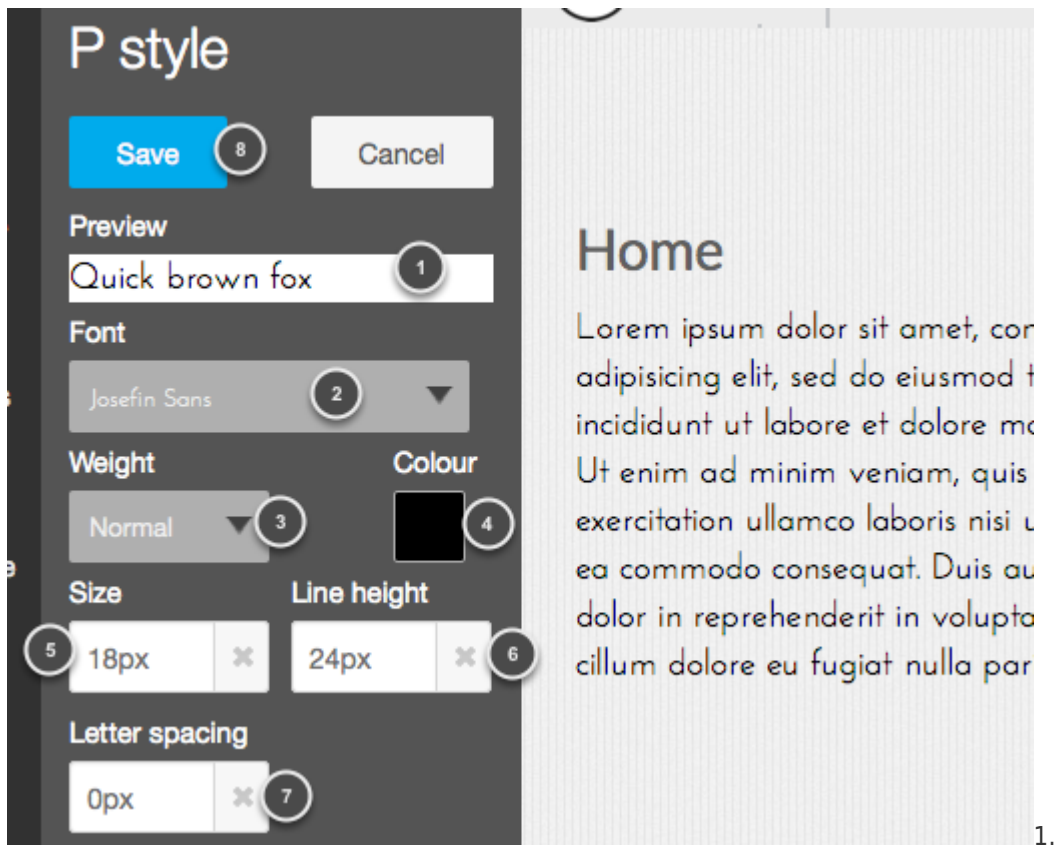 P style
Save 8 Cancel
Preview
Quick brown fox 1
Font
Josefin Sans 2
Weight Colour
Normal 3 4
Size Line height
5 18px 24px 6
Letter spacing
0px 7
Home
Lorem ipsum dolor sit amet, con
adipisicing elit, sed do eiusmod t
incididunt ut labore et dolore ma
Ut enim ad minim veniam, quis
exercitation ullamco laboris nisi u
ea commodo consequat. Duis au
dolor in reprehenderit in volupta
cillum dolore eu fugiat nulla par
1.